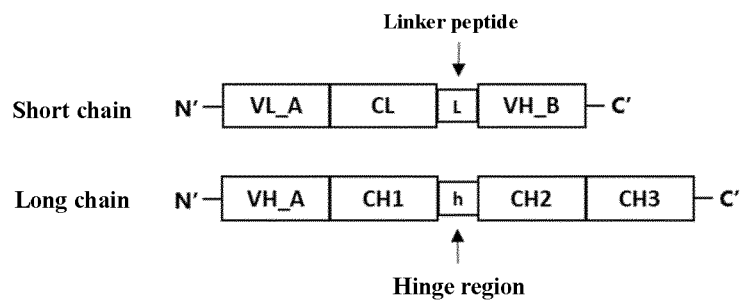 Linker peptide
Short chain N' VL_A CL L VH_B C'
Long chain N' VH_A CH1 h CH2 CH3 C'
Hinge region